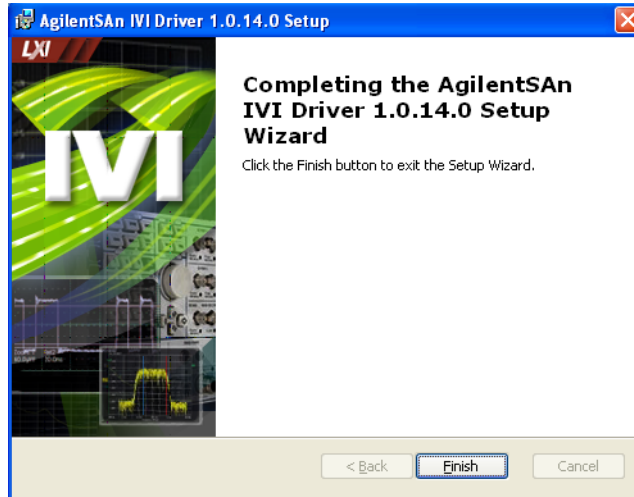 AgilentSAn IVI Driver 1.0.14.0 Setup
LXI
IVI
Completing the AgilentSAn
IVI Driver 1.0.14.0 Setup
Wizard
Click the Finish button to exit the Setup Wizard.
< Back
Finish
Cancel